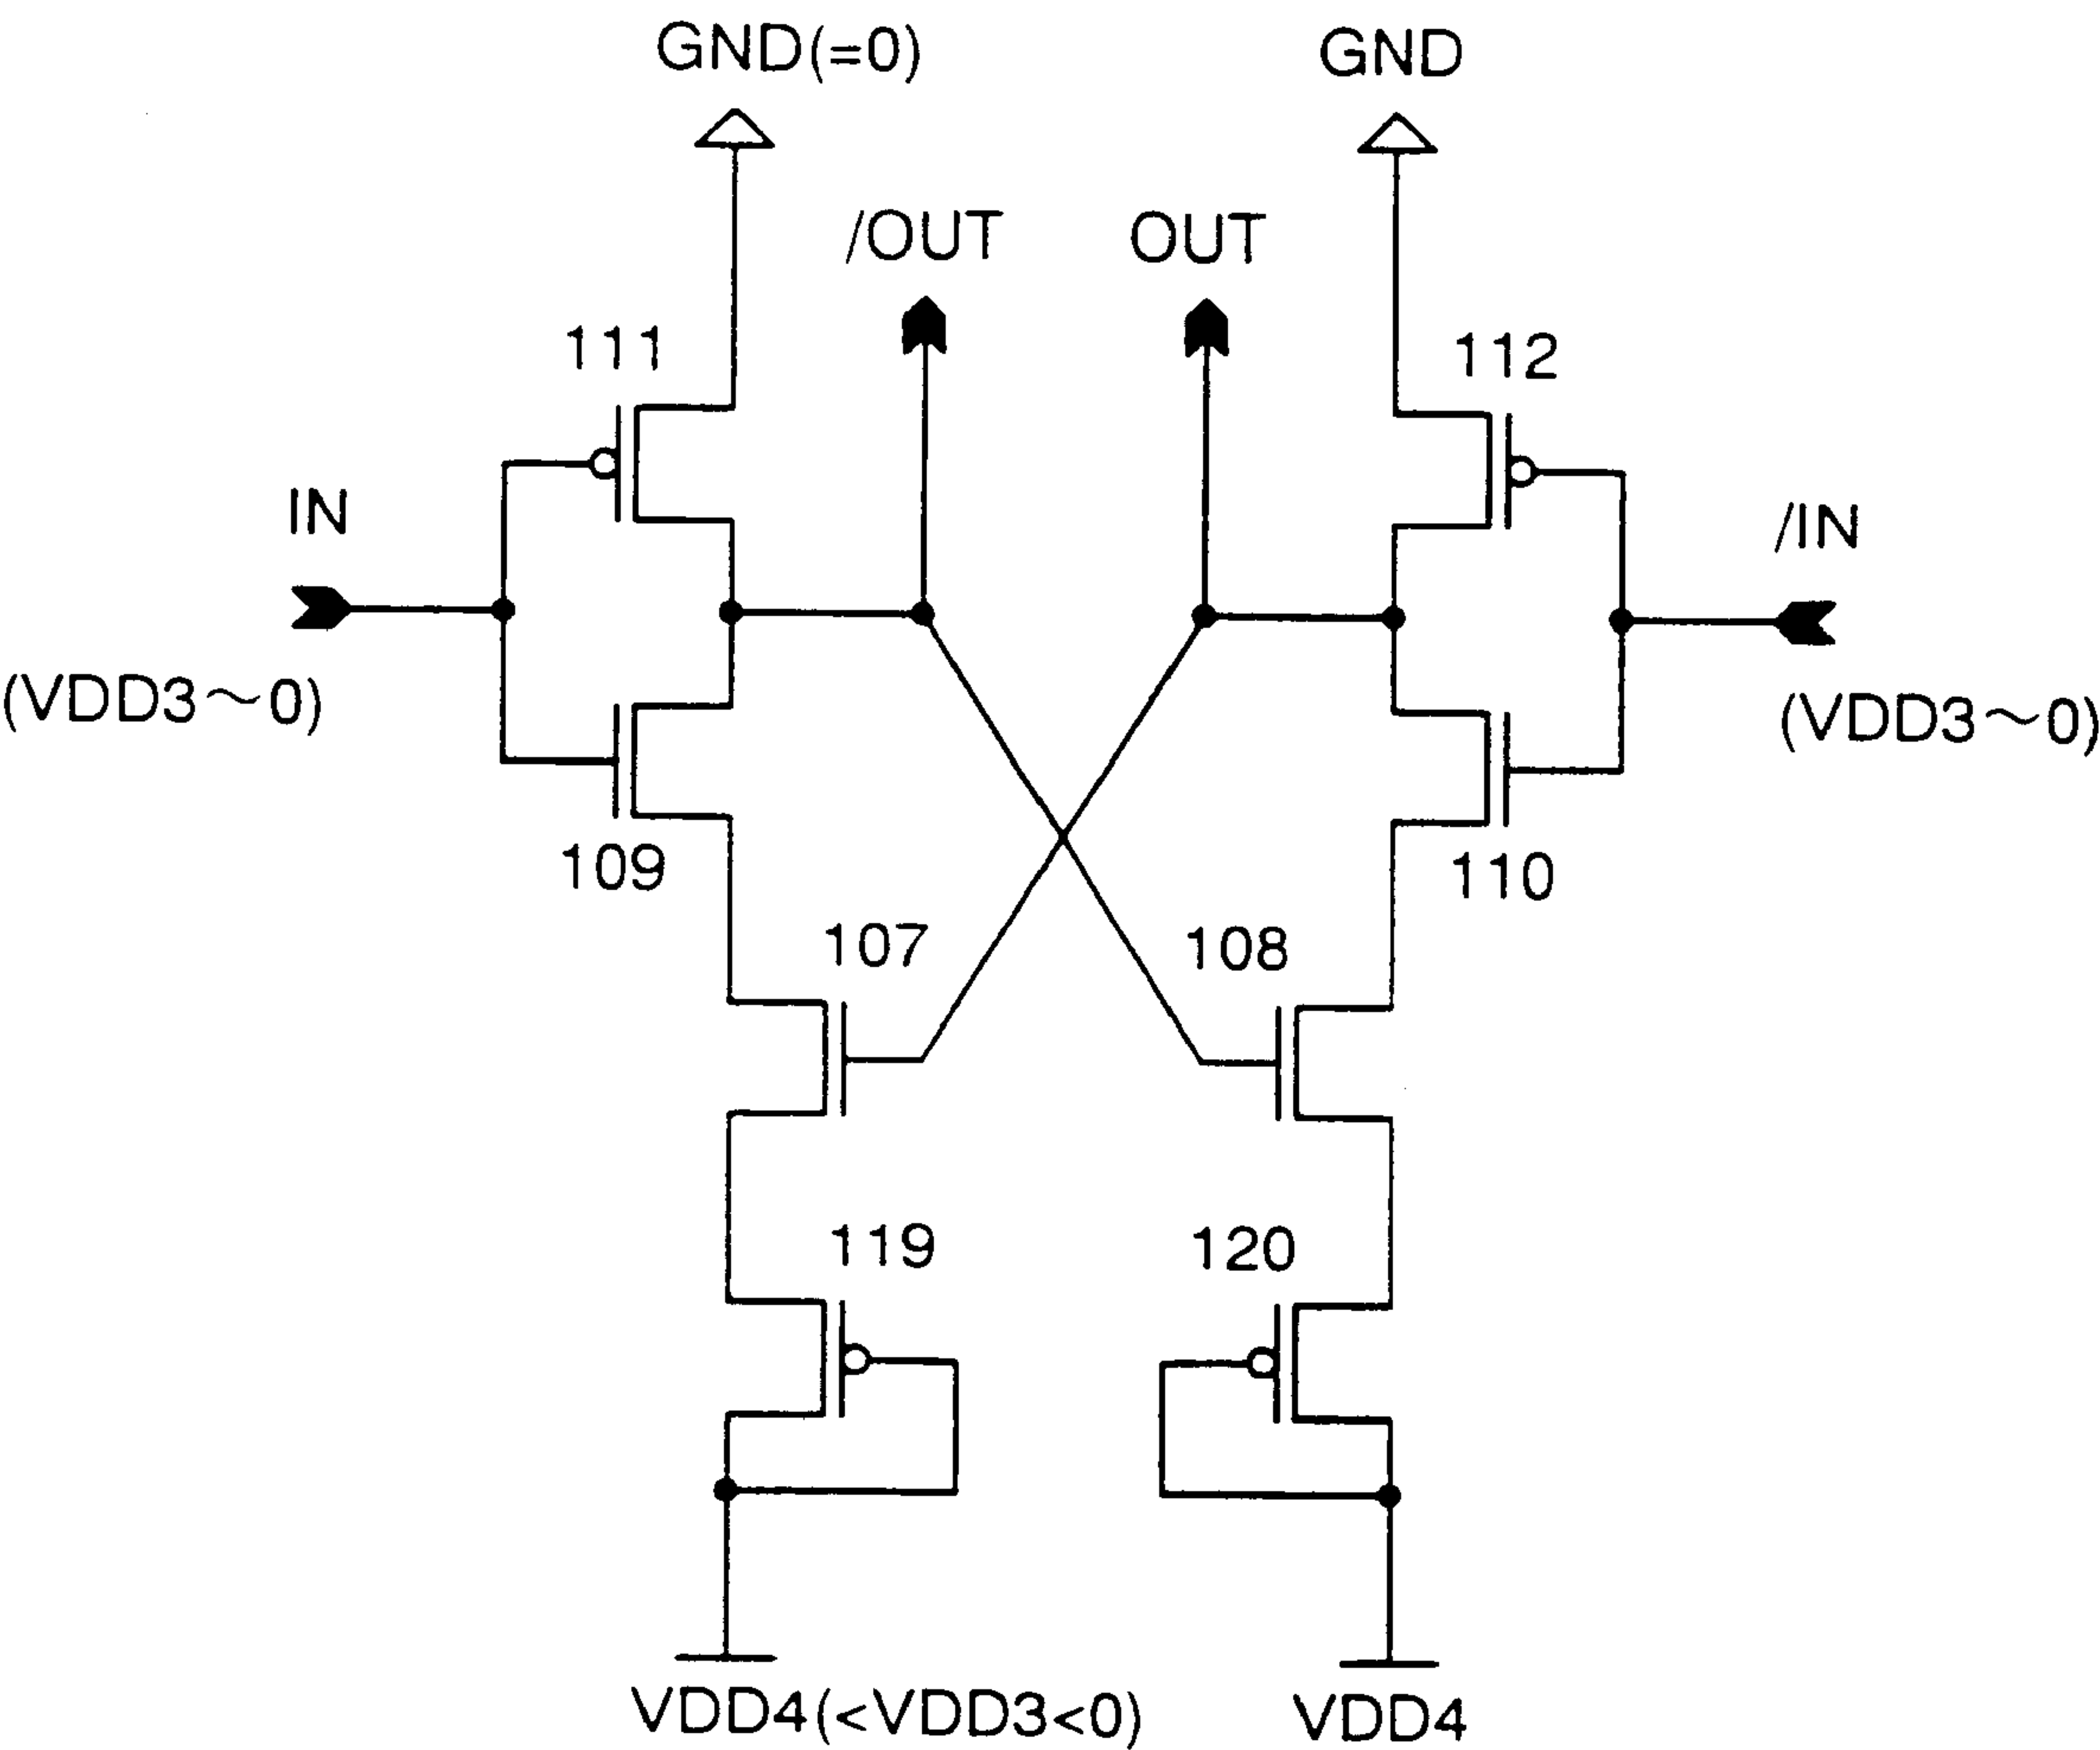 GND(=0)
GND
/OUT
OUT
111
112
IN
/IN
(VDD3～0)
(VDD3～0)
109
110
107
108
119
120
VDD4(<VDD3<0)
VDD4